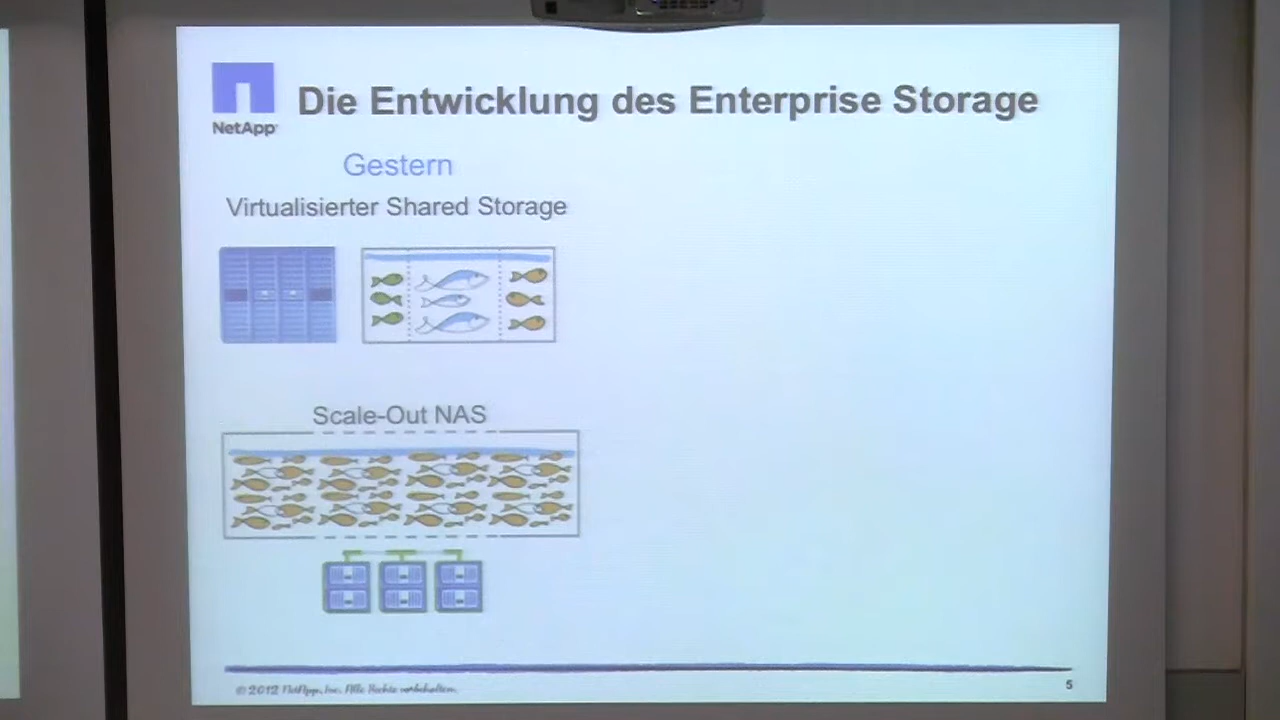 NetApp
Die Entwicklung des Enterprise Storage
Gestern
Virtualisierter Shared Storage
Scale-Out NAS
© 2012 NetApp, Inc. Alle Rechte vorbehalten.
5